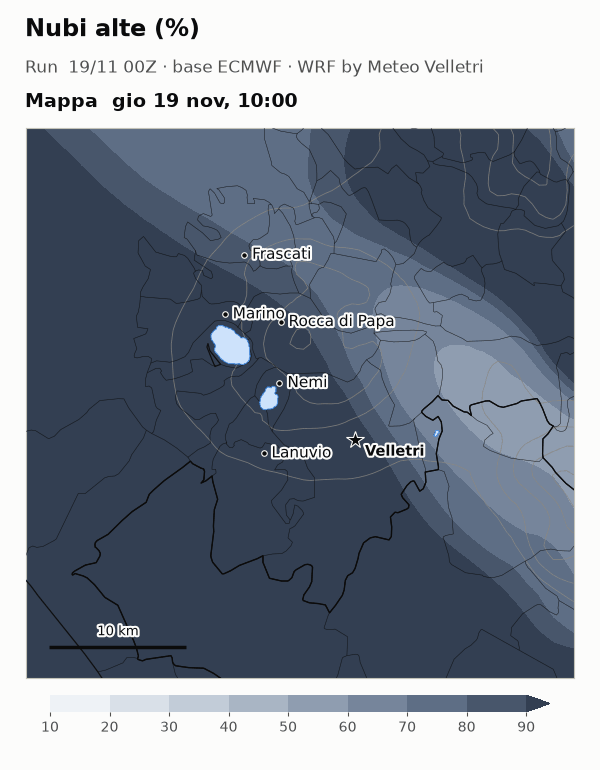 Nubi alte (%)
Run  19/11 00Z · base ECMWF · WRF by Meteo Velletri
Mappa  gio 19 nov, 10:00
Frascati
Marino
Rocca di Papa
Nemi
Velletri
Lanuvio
10 km
10 20 30 40 50 60 70 80 90